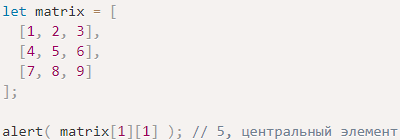 let matrix = [
  [1, 2, 3],
  [4, 5, 6],
  [7, 8, 9]
];

alert( matrix[1][1] ); // 5, центральный элемент